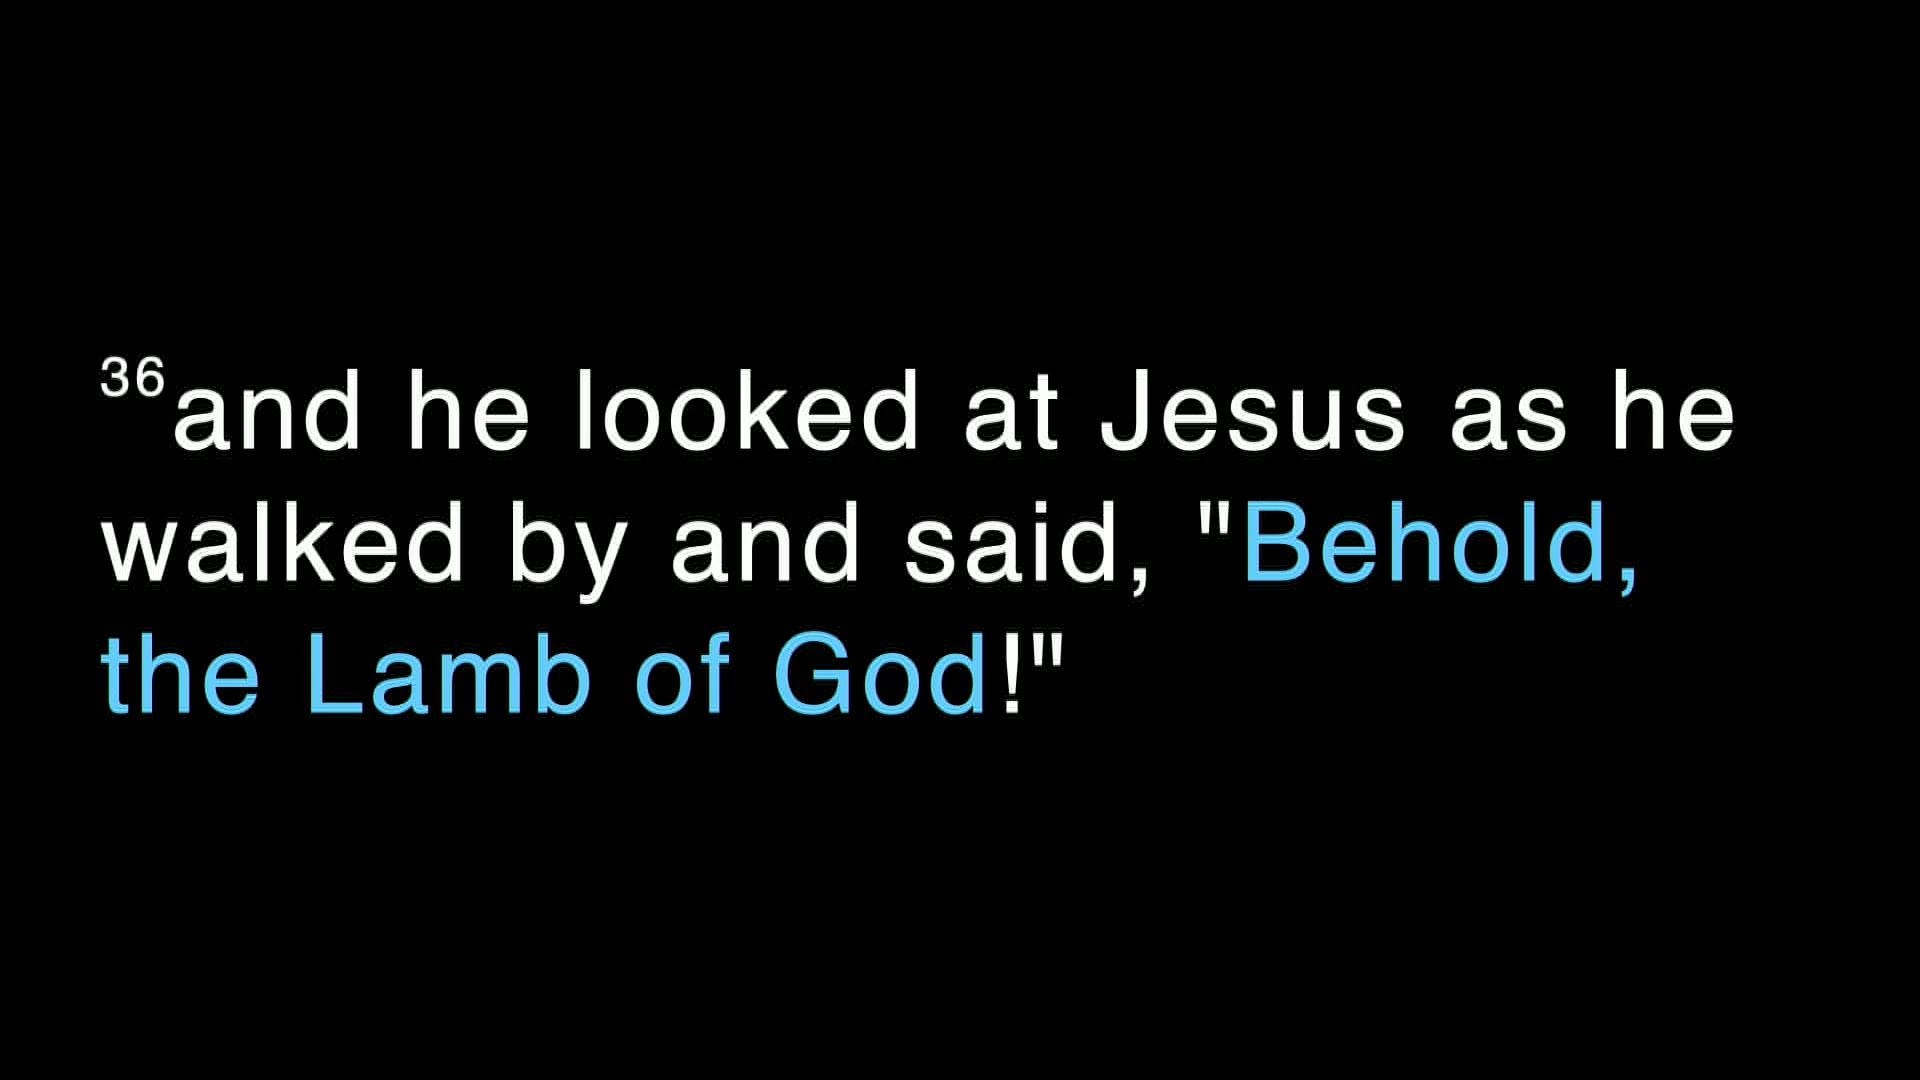 36and he looked at Jesus as he
walked by and said, "Behold,
the Lamb of God!"